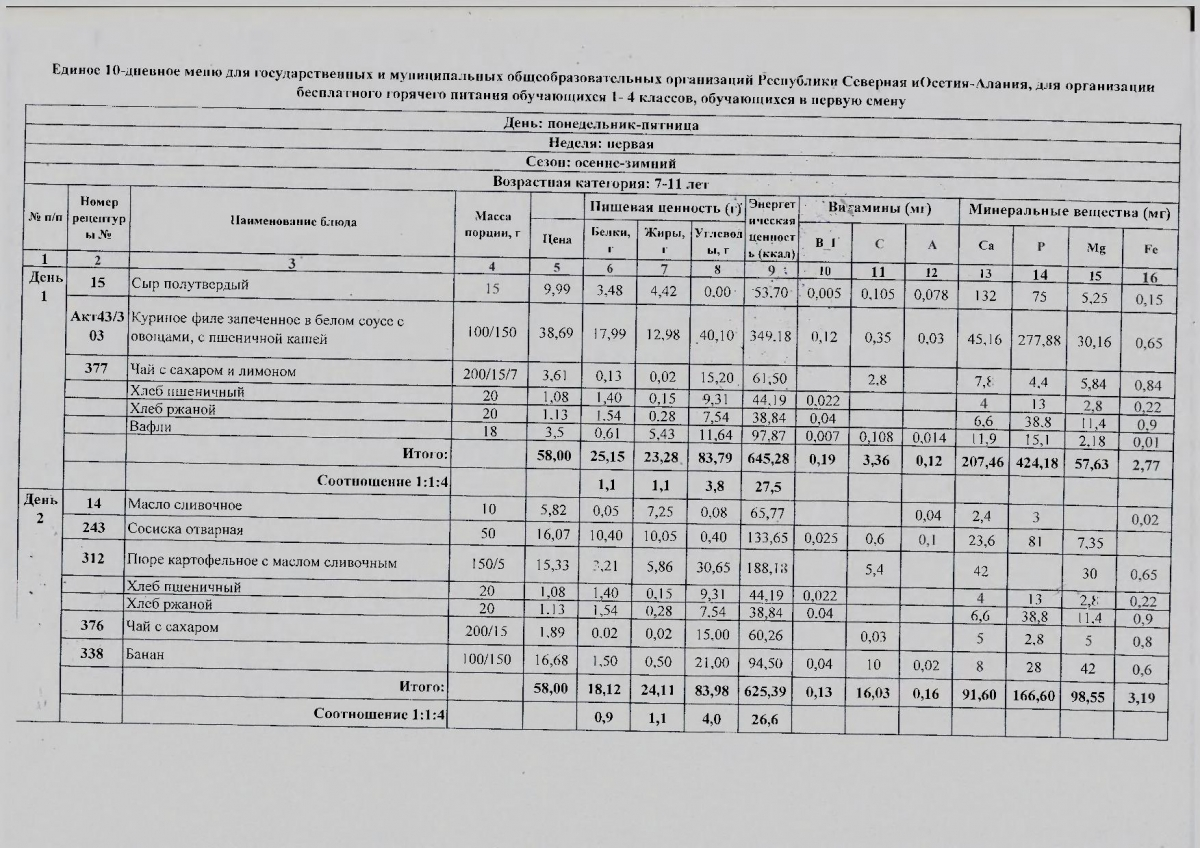 Единое 10-дневное меню для государственных и муниципальных общеобразовательных организаций Республики Северная иОсетия-Алания, для организации
бесплатного горячего питания обучающихся 1- 4 классов, обучающихся в первую смену
День: понедельник-пятница
Неделя: первая
Сезон: осенне-зимний
Возрастная категория: 7-11 лет
№ п/п Номер рецептуры № Наименование блюда Масса порции, г Цена Пищевая ценность (г) Энергетическая ценность (ккал) Витамины (мг) Минеральные вещества (мг)
Белки, г Жиры, г Углеводы, г B_1 C A Ca P Mg Fe
1 2 3 4 5 6 7 8 9 10 11 12 13 14 15 16
День 1 15 Сыр полутвердый 15 9,99 3,48 4,42 0,00 53,70 0,005 0,105 0,078 132 75 5,25 0,15
Акт43/303 Куриное филе запеченное в белом соусе с овощами, с пшеничной кашей 100/150 38,69 17,99 12,98 40,10 349,18 0,12 0,35 0,03 45,16 277,88 30,16 0,65
377 Чай с сахаром и лимоном 200/15/7 3,61 0,13 0,02 15,20 61,50 2,8 7,8 4,4 5,84 0,84
Хлеб пшеничный 20 1,08 1,40 0,15 9,31 44,19 0,022 4 13 2,8 0,22
Хлеб ржаной 20 1,13 1,54 0,28 7,54 38,84 0,04 6,6 38,8 11,4 0,9
Вафли 18 3,5 0,61 5,43 11,64 97,87 0,007 0,108 0,014 11,9 15,1 2,18 0,01
Итого: 58,00 25,15 23,28 83,79 645,28 0,19 3,36 0,12 207,46 424,18 57,63 2,77
Соотношение 1:1:4 1,1 1,1 3,8 27,5
День 2 14 Масло сливочное 10 5,82 0,05 7,25 0,08 65,77 0,04 2,4 3 0,02
243 Сосиска отварная 50 16,07 10,40 10,05 0,40 133,65 0,025 0,6 0,1 23,6 81 7,35
312 Пюре картофельное с маслом сливочным 150/5 15,33 3,21 5,86 30,65 188,18 5,4 42 30 0,65
Хлеб пшеничный 20 1,08 1,40 0,15 9,31 44,19 0,022 4 13 2,8 0,22
Хлеб ржаной 20 1,13 1,54 0,28 7,54 38,84 0.04 6,6 38,8 11,4 0,9
376 Чай с сахаром 200/15 1,89 0.02 0,02 15,00 60,26 0,03 5 2,8 5 0,8
338 Банан 100/150 16,68 1,50 0,50 21,00 94,50 0,04 10 0,02 8 28 42 0,6
Итого: 58,00 18,12 24,11 83,98 625,39 0,13 16,03 0,16 91,60 166,60 98,55 3,19
Соотношение 1:1:4 0,9 1,1 4,0 26,6